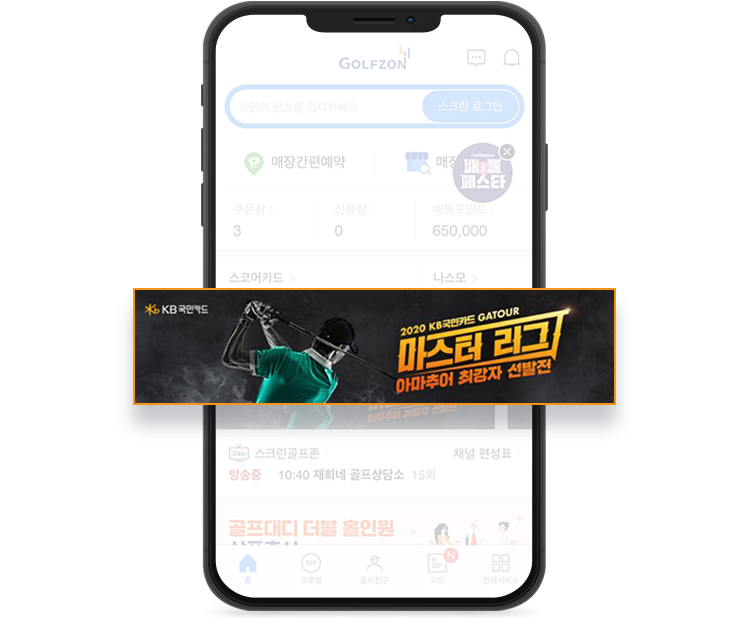 GOLFZON
화면의 번호를 입력하세요
스크린 로그인
매장간편예약
매장
배틀
페스타
쿠폰함
선물함
배틀포인트
3
0
650,000
스코어카드
나스모
KB국민카드
2020 KB국민카드 GATOUR
마스터 리그
아마추어 최강자 선발전
24h 스크린골프존
채널 편성표
방송중
10:40 재희네 골프상담소 15회
골프대디 더블 홀인원
홈
MY
프로필
골프친구
N
피드
전체서비스